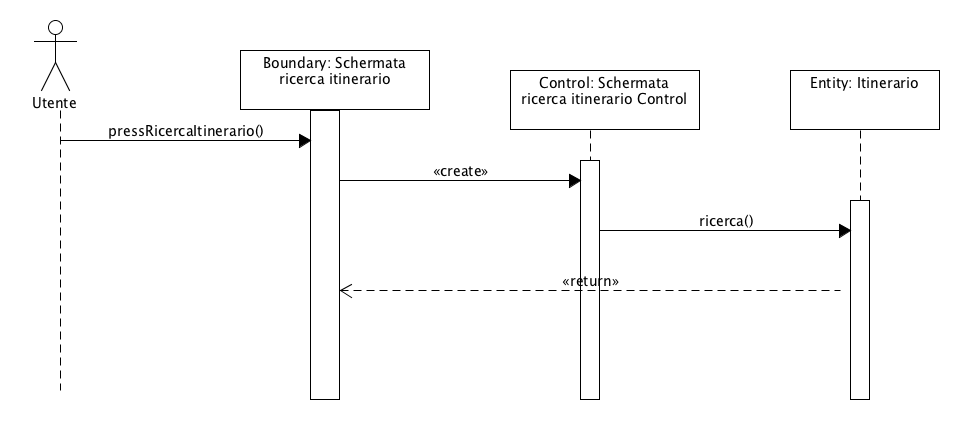 Boundary: Schermata
ricerca itinerario
Control: Schermata
ricerca itinerario Control
Entity: Itinerario
Utente
pressRicercaItinerario()
«create»
ricerca()
«return»